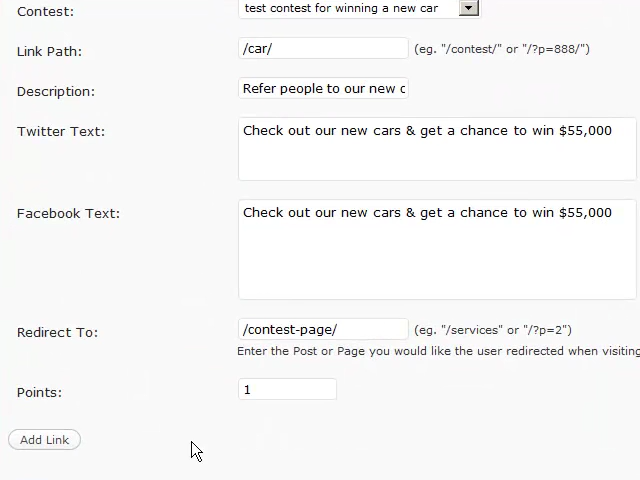 Contest: test contest for winning a new car
Link Path: /car/ (eg. "/contest/" or "/?p=888/")
Description: Refer people to our new c
Twitter Text: Check out our new cars & get a chance to win $55,000
Facebook Text: Check out our new cars & get a chance to win $55,000
Redirect To: /contest-page/ (eg. "/services" or "/?p=2")
Enter the Post or Page you would like the user redirected when visiting
Points: 1
Add Link